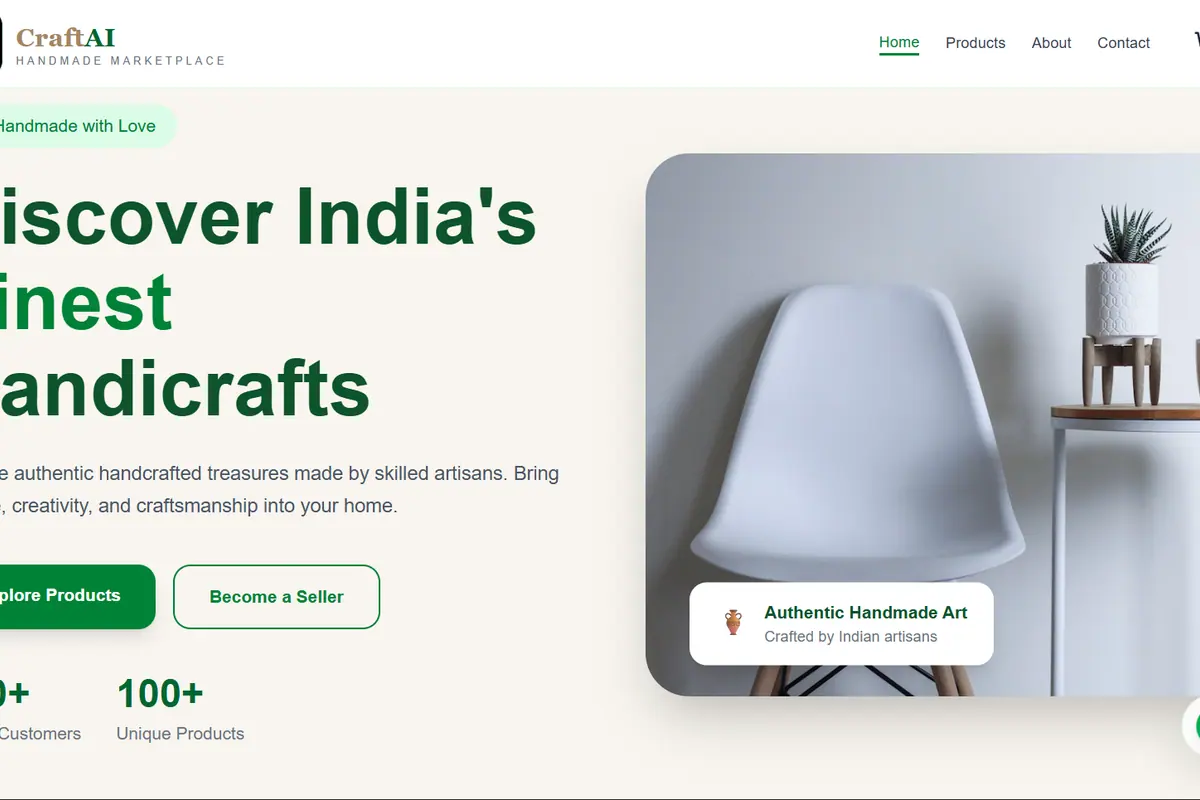 CraftAI
HANDMADE MARKETPLACE
Home Products About Contact
Handmade with Love
iscover India's
inest
andicrafts
e authentic handcrafted treasures made by skilled artisans. Bring
, creativity, and craftsmanship into your home.
plore Products
Become a Seller
Authentic Handmade Art
Crafted by Indian artisans
0+ 100+
Customers Unique Products